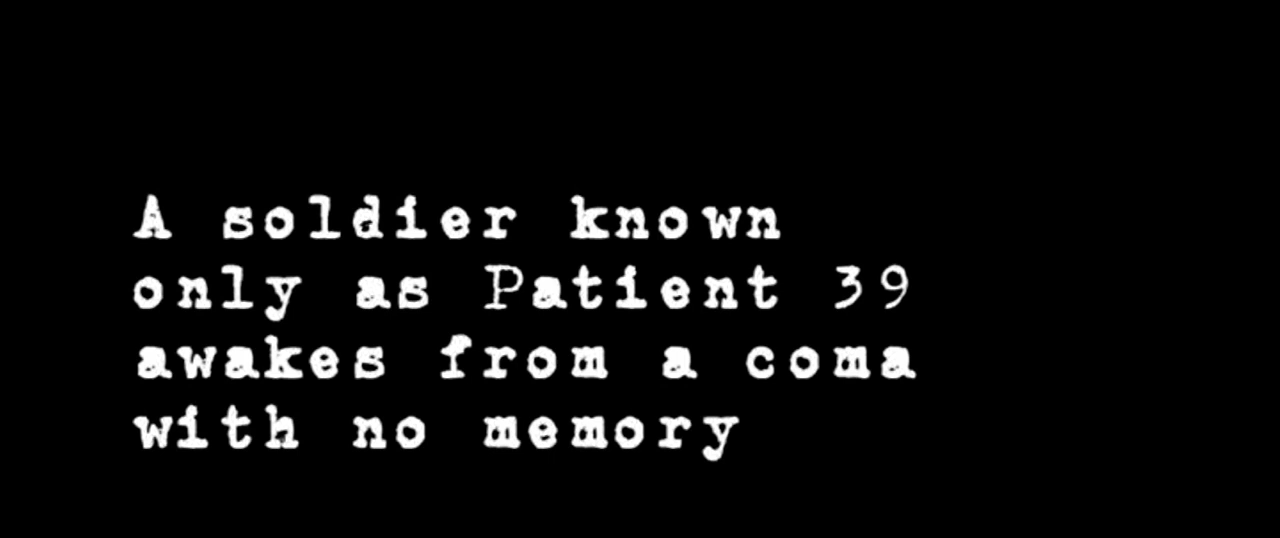 A soldier known
only as Patient 39
awakes from a coma
with no memory